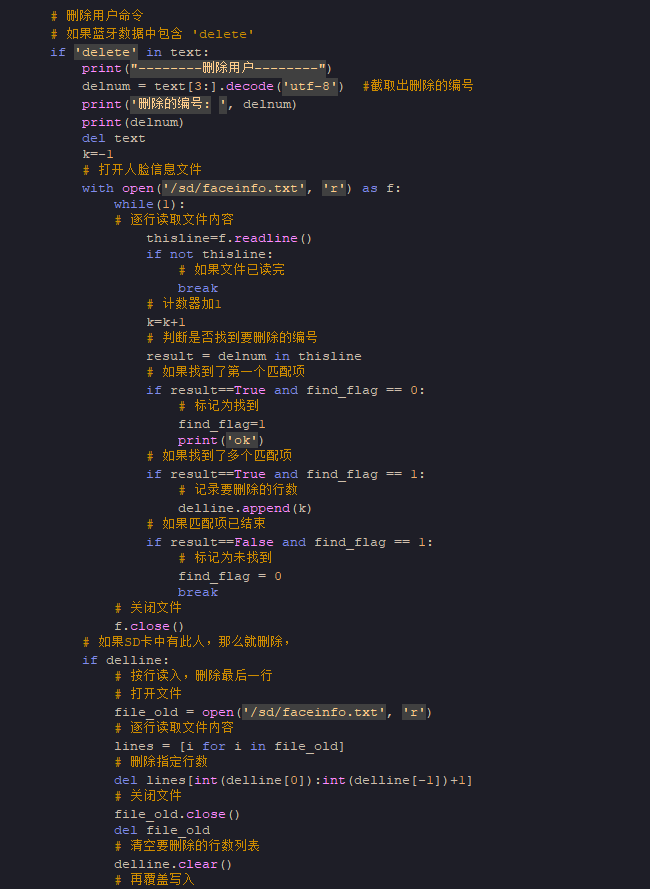 # 删除用户命令
# 如果蓝牙数据中包含 'delete'
if 'delete' in text:
    print("--------删除用户--------")
    delnum = text[3:].decode('utf-8')  #截取出删除的编号
    print('删除的编号: ', delnum)
    print(delnum)
    del text
    k=-1
    # 打开人脸信息文件
    with open('/sd/faceinfo.txt', 'r') as f:
        while(1):
        # 逐行读取文件内容
            thisline=f.readline()
            if not thisline:
                # 如果文件已读完
                break
            # 计数器加1
            k=k+1
            # 判断是否找到要删除的编号
            result = delnum in thisline
            # 如果找到了第一个匹配项
            if result==True and find_flag == 0:
                # 标记为找到
                find_flag=1
                print('ok')
            # 如果找到了多个匹配项
            if result==True and find_flag == 1:
                # 记录要删除的行数
                delline.append(k)
            # 如果匹配项已结束
            if result==False and find_flag == 1:
                # 标记为未找到
                find_flag = 0
                break
        # 关闭文件
        f.close()
    # 如果SD卡中有此人，那么就删除，
    if delline:
        # 按行读入，删除最后一行
        # 打开文件
        file_old = open('/sd/faceinfo.txt', 'r')
        # 逐行读取文件内容
        lines = [i for i in file_old]
        # 删除指定行数
        del lines[int(delline[0]):int(delline[-1])+1]
        # 关闭文件
        file_old.close()
        del file_old
        # 清空要删除的行数列表
        delline.clear()
        # 再覆盖写入